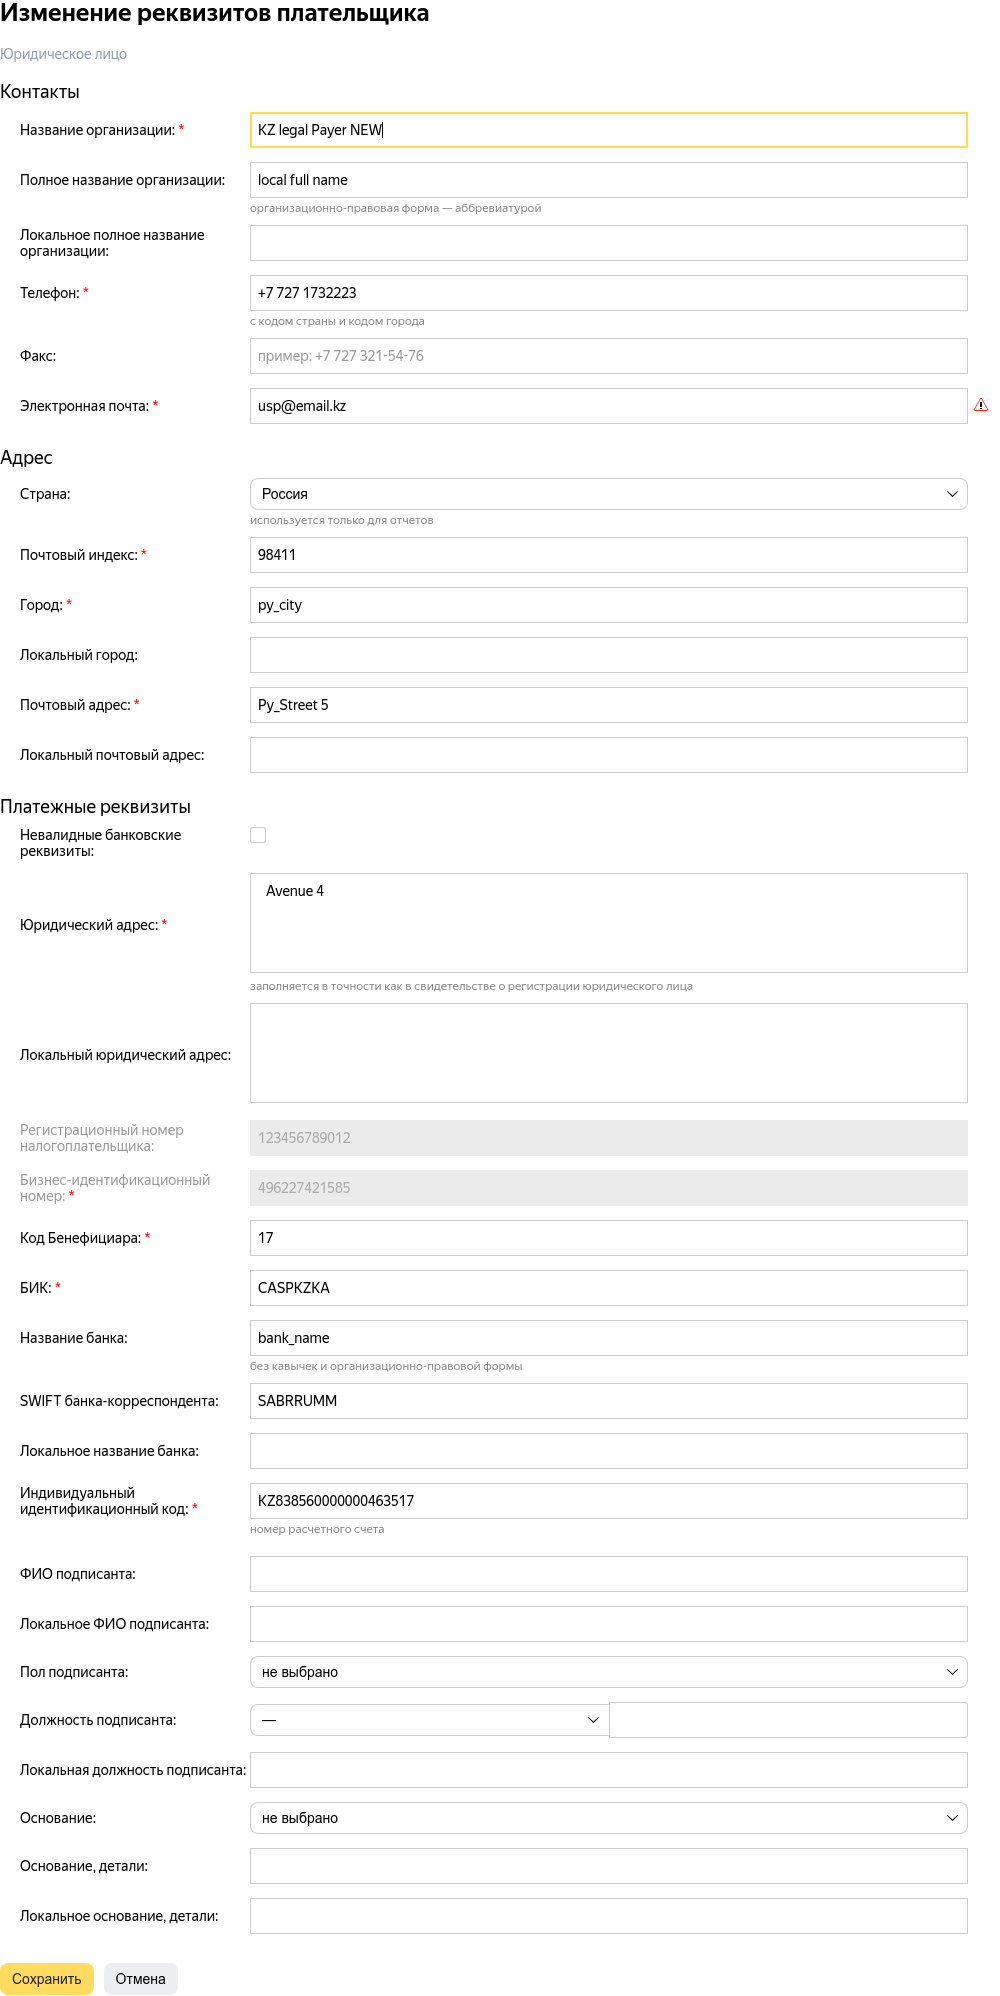 Изменение реквизитов плательщика
Юридическое лицо
Контакты
Название организации: *
KZ legal Payer NEW
Полное название организации:
local full name
организационно-правовая форма — аббревиатурой
Локальное полное название
организации:
Телефон: *
+7 727 1732223
с кодом страны и кодом города
Факс:
пример: +7 727 321-54-76
Электронная почта: *
usp@email.kz
Адрес
Страна:
Россия
используется только для отчетов
Почтовый индекс: *
98411
Город: *
py_city
Локальный город:
Почтовый адрес: *
Py_Street 5
Локальный почтовый адрес:
Платежные реквизиты
Невалидные банковские
реквизиты:
Avenue 4
Юридический адрес: *
заполняется в точности как в свидетельстве о регистрации юридического лица
Локальный юридический адрес:
Регистрационный номер
налогоплательщика:
123456789012
Бизнес-идентификационный
номер: *
496227421585
Код Бенефициара: *
17
БИК: *
CASPKZKA
Название банка:
bank_name
без кавычек и организационно-правовой формы
SWIFT банка-корреспондента:
SABRRUMM
Локальное название банка:
Индивидуальный
идентификационный код: *
KZ838560000000463517
номер расчетного счета
ФИО подписанта:
Локальное ФИО подписанта:
Пол подписанта:
не выбрано
Должность подписанта:
—
Локальная должность подписанта:
Основание:
не выбрано
Основание, детали:
Локальное основание, детали:
Сохранить
Отмена